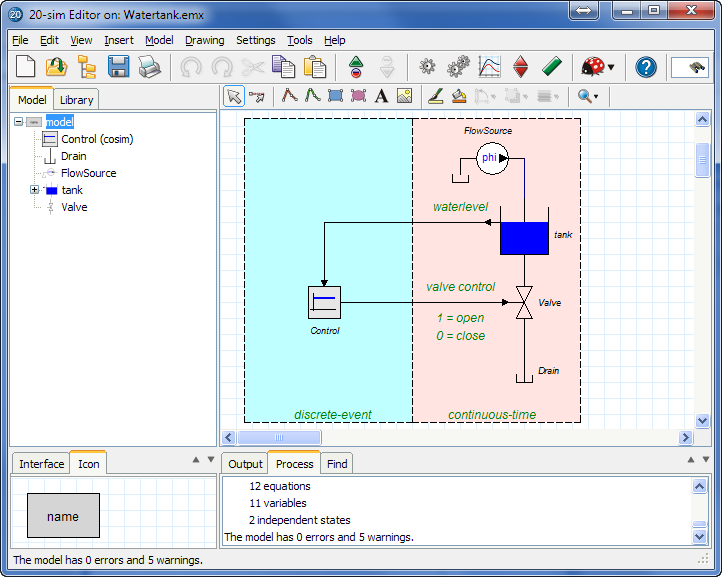 20-sim Editor on: Watertank.emx
File Edit View Insert Model Drawing Settings Tools Help
Model Library
A
model
Control (cosim)
Drain
FlowSource
tank
Valve
FlowSource
phi
waterlevel
tank
valve control
Valve
1 = open
0 = close
Control
Drain
discrete-event continuous-time
Interface Icon
name
Output Process Find
12 equations
11 variables
2 independent states
The model has 0 errors and 5 warnings.
The model has 0 errors and 5 warnings.